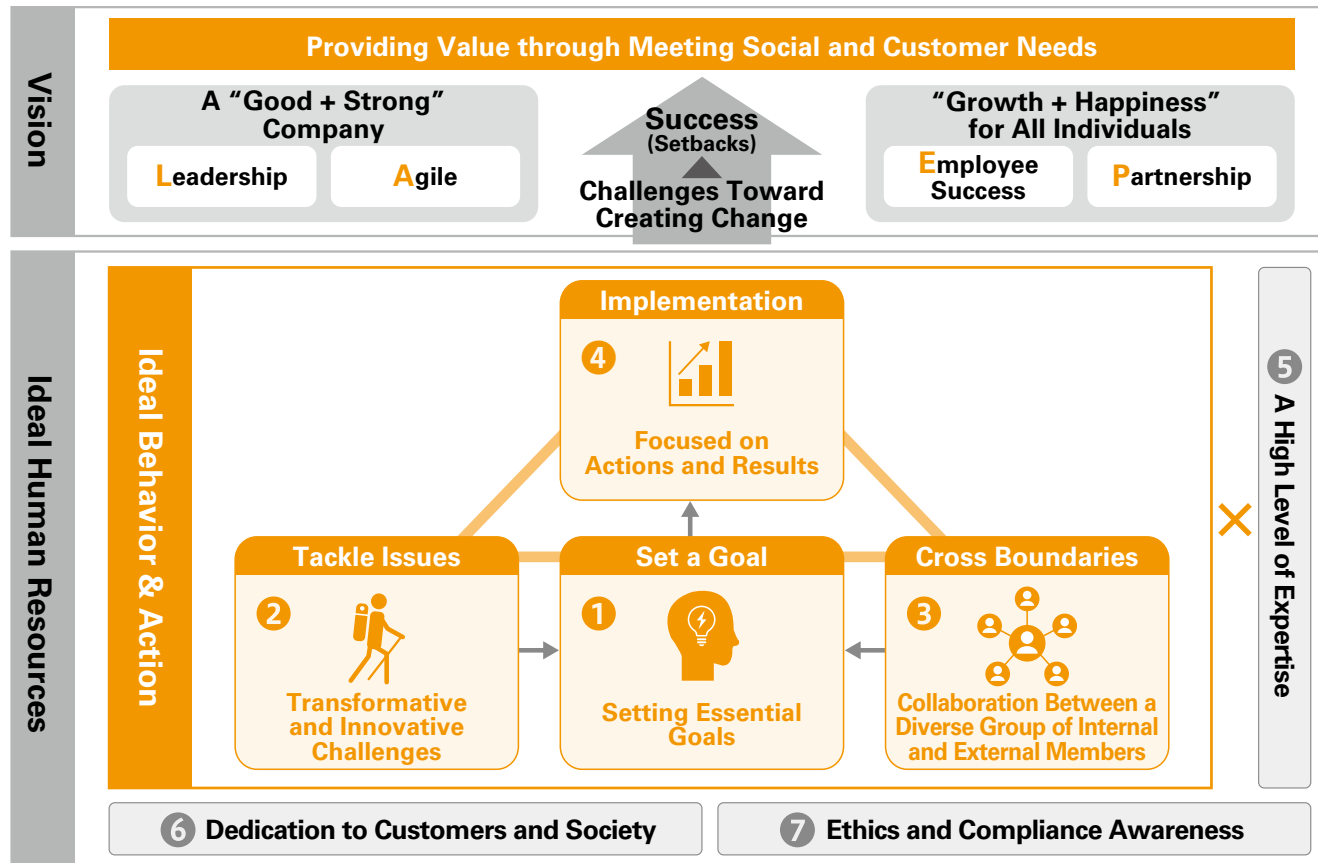 Vision
Providing Value through Meeting Social and Customer Needs
A “Good + Strong”
Company
Leadership
Agile
Success
(Setbacks)
Challenges Toward
Creating Change
“Growth + Happiness”
for All Individuals
Employee
Success
Partnership
Ideal Human Resources
Ideal Behavior & Action
Implementation
4
Focused on
Actions and Results
Tackle Issues
2
Transformative
and Innovative
Challenges
Set a Goal
1
Setting Essential
Goals
Cross Boundaries
3
Collaboration Between a
Diverse Group of Internal
and External Members
×
5 A High Level of Expertise
6 Dedication to Customers and Society
7 Ethics and Compliance Awareness